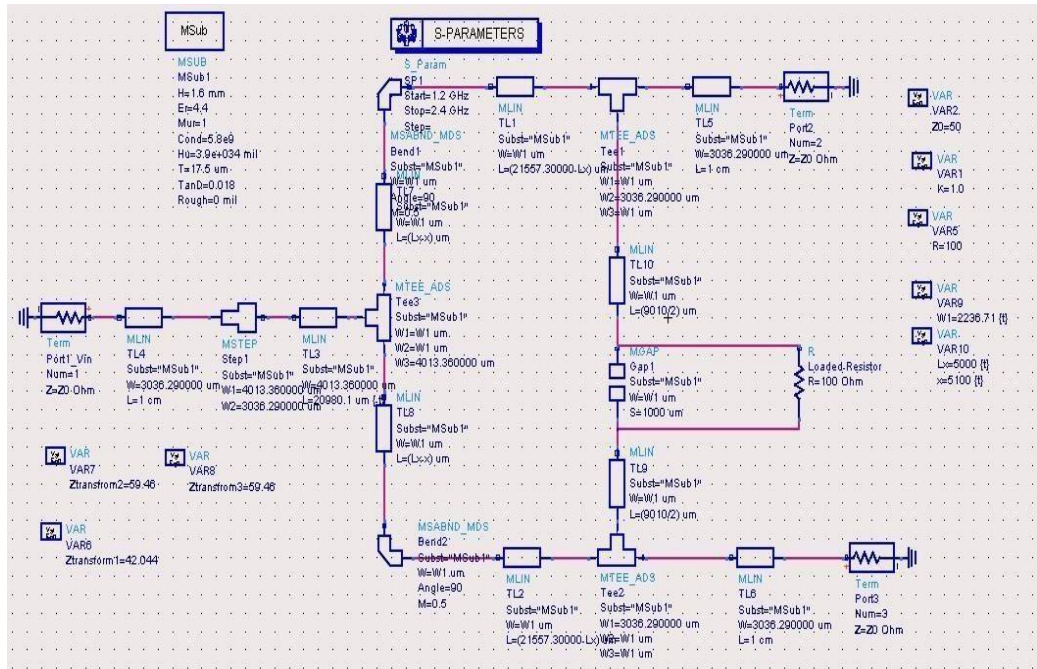 MSub
MSUB
MSub1
H=1.6 mm
Er=4.4
Mur=1
Cond=5.8e9
Hu=3.9e+034 mil
T=17.5 um
TanD=0.018
Rough=0 mil
S-PARAMETERS
S_Param
SP1
Start=1.2 GHz
Stop=2.4 GHz
Step=
MSABND_MDS
Bend1
Subst="MSub1"
W=W1 um
Angle=90
M=0.5
MLIN
TL7
Subst="MSub1"
W=W1 um
L=(Lx-x) um
MLIN
TL1
Subst="MSub1"
W=W1 um
L=(21557.30000-Lx) um
MTEE_ADS
Tee1
Subst="MSub1"
W1=W1 um
W2=3036.290000 um
W3=W1 um
MLIN
TL5
Subst="MSub1"
W=3036.290000 um
L=1 cm
Term
Port2
Num=2
Z=Z0 Ohm
VAR
VAR2
Z0=50
VAR
VAR1
K=1.0
VAR
VAR5
R=100
VAR
VAR9
W1=2236.71 {t}
VAR
VAR10
Lx=5000 {t}
x=5100 {t}
MLIN
TL10
Subst="MSub1"
W=W1 um
L=(9010/2) um
MGAP
Gap1
Subst="MSub1"
W=W1 um
S=1000 um
R
Loaded-Resistor
R=100 Ohm
MLIN
TL9
Subst="MSub1"
W=W1 um
L=(9010/2) um
Term
Port1_Vin
Num=1
Z=Z0 Ohm
MLIN
TL4
Subst="MSub1"
W=3036.290000 um
L=1 cm
MSTEP
Step1
Subst="MSub1"
W1=4013.360000 um
W2=3036.290000 um
MLIN
TL3
Subst="MSub1"
W=4013.360000 um
L=20980.1 um {t}
MTEE_ADS
Tee3
Subst="MSub1"
W1=W1 um
W2=W1 um
W3=4013.360000 um
MLIN
TL8
Subst="MSub1"
W=W1 um
L=(Lx-x) um
VAR
VAR7
Ztransfrom2=59.46
VAR
VAR8
Ztransfrom3=59.46
VAR
VAR6
Ztransform1=42.044
MSABND_MDS
Bend2
Subst="MSub1"
W=W1 um
Angle=90
M=0.5
MLIN
TL2
Subst="MSub1"
W=W1 um
L=(21557.30000-Lx) um
MTEE_ADS
Tee2
Subst="MSub1"
W1=3036.290000 um
W2=W1 um
W3=W1 um
MLIN
TL6
Subst="MSub1"
W=3036.290000 um
L=1 cm
Term
Port3
Num=3
Z=Z0 Ohm